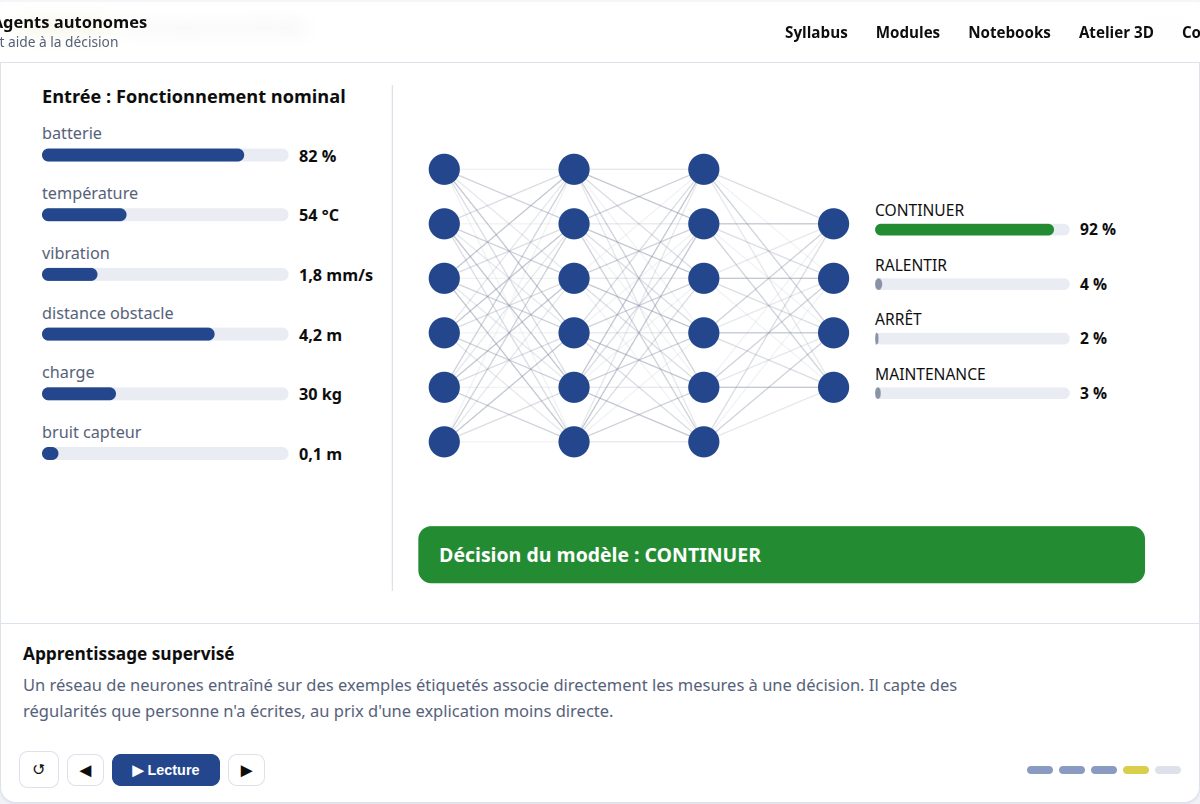 Agents autonomes
t aide à la décision
Syllabus Modules Notebooks Atelier 3D Co
Entrée : Fonctionnement nominal
batterie
82 %
température
54 °C
vibration
1,8 mm/s
distance obstacle
4,2 m
charge
30 kg
bruit capteur
0,1 m
CONTINUER
92 %
RALENTIR
4 %
ARRÊT
2 %
MAINTENANCE
3 %
Décision du modèle : CONTINUER
Apprentissage supervisé
Un réseau de neurones entraîné sur des exemples étiquetés associe directement les mesures à une décision. Il capte des
régularités que personne n'a écrites, au prix d'une explication moins directe.
↺ ◀ ▶ Lecture ▶